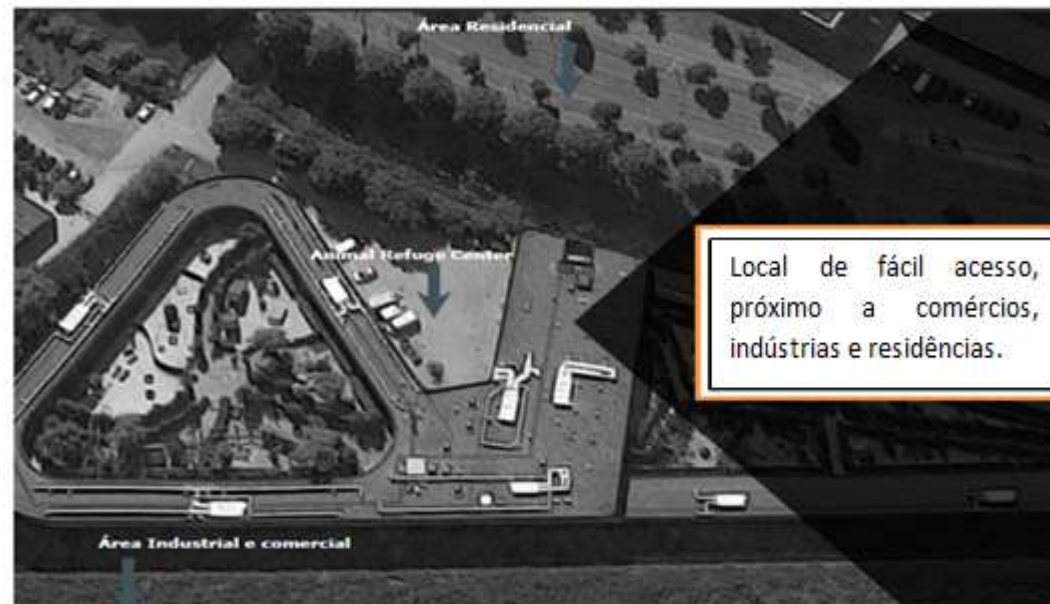 Área Residencial
Animal Refuge Center
Local de fácil acesso,
próximo a comércios,
indústrias e residências.
Área Industrial e comercial